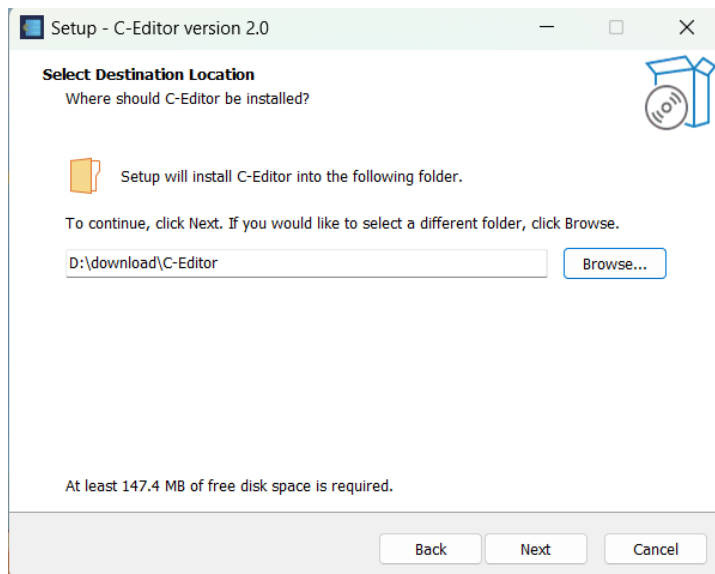 Setup - C-Editor version 2.0
Select Destination Location
Where should C-Editor be installed?
Setup will install C-Editor into the following folder.
To continue, click Next. If you would like to select a different folder, click Browse.
D:\download\C-Editor
Browse...
At least 147.4 MB of free disk space is required.
Back
Next
Cancel